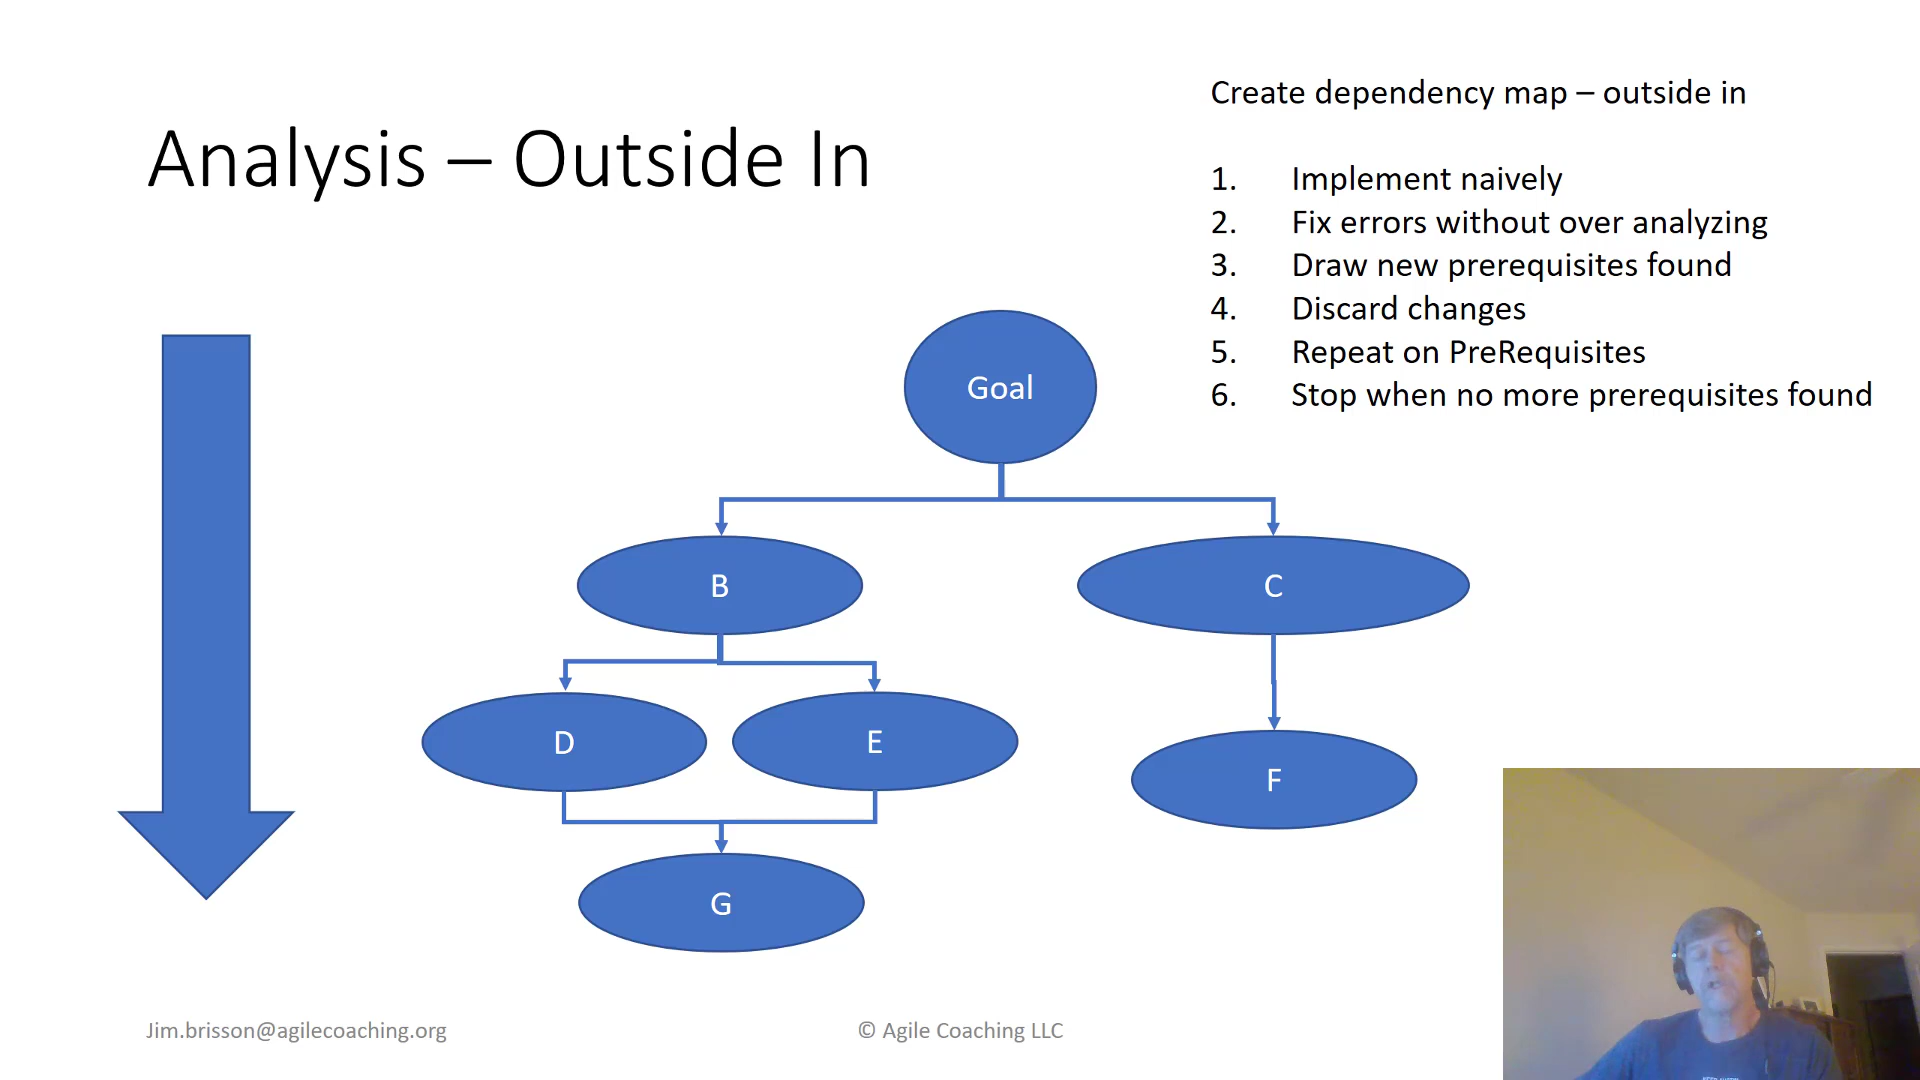 Analysis – Outside In
Create dependency map – outside in
1. Implement naively
2. Fix errors without over analyzing
3. Draw new prerequisites found
4. Discard changes
5. Repeat on PreRequisites
6. Stop when no more prerequisites found
Goal
B
C
D
E
F
G
Jim.brisson@agilecoaching.org
© Agile Coaching LLC